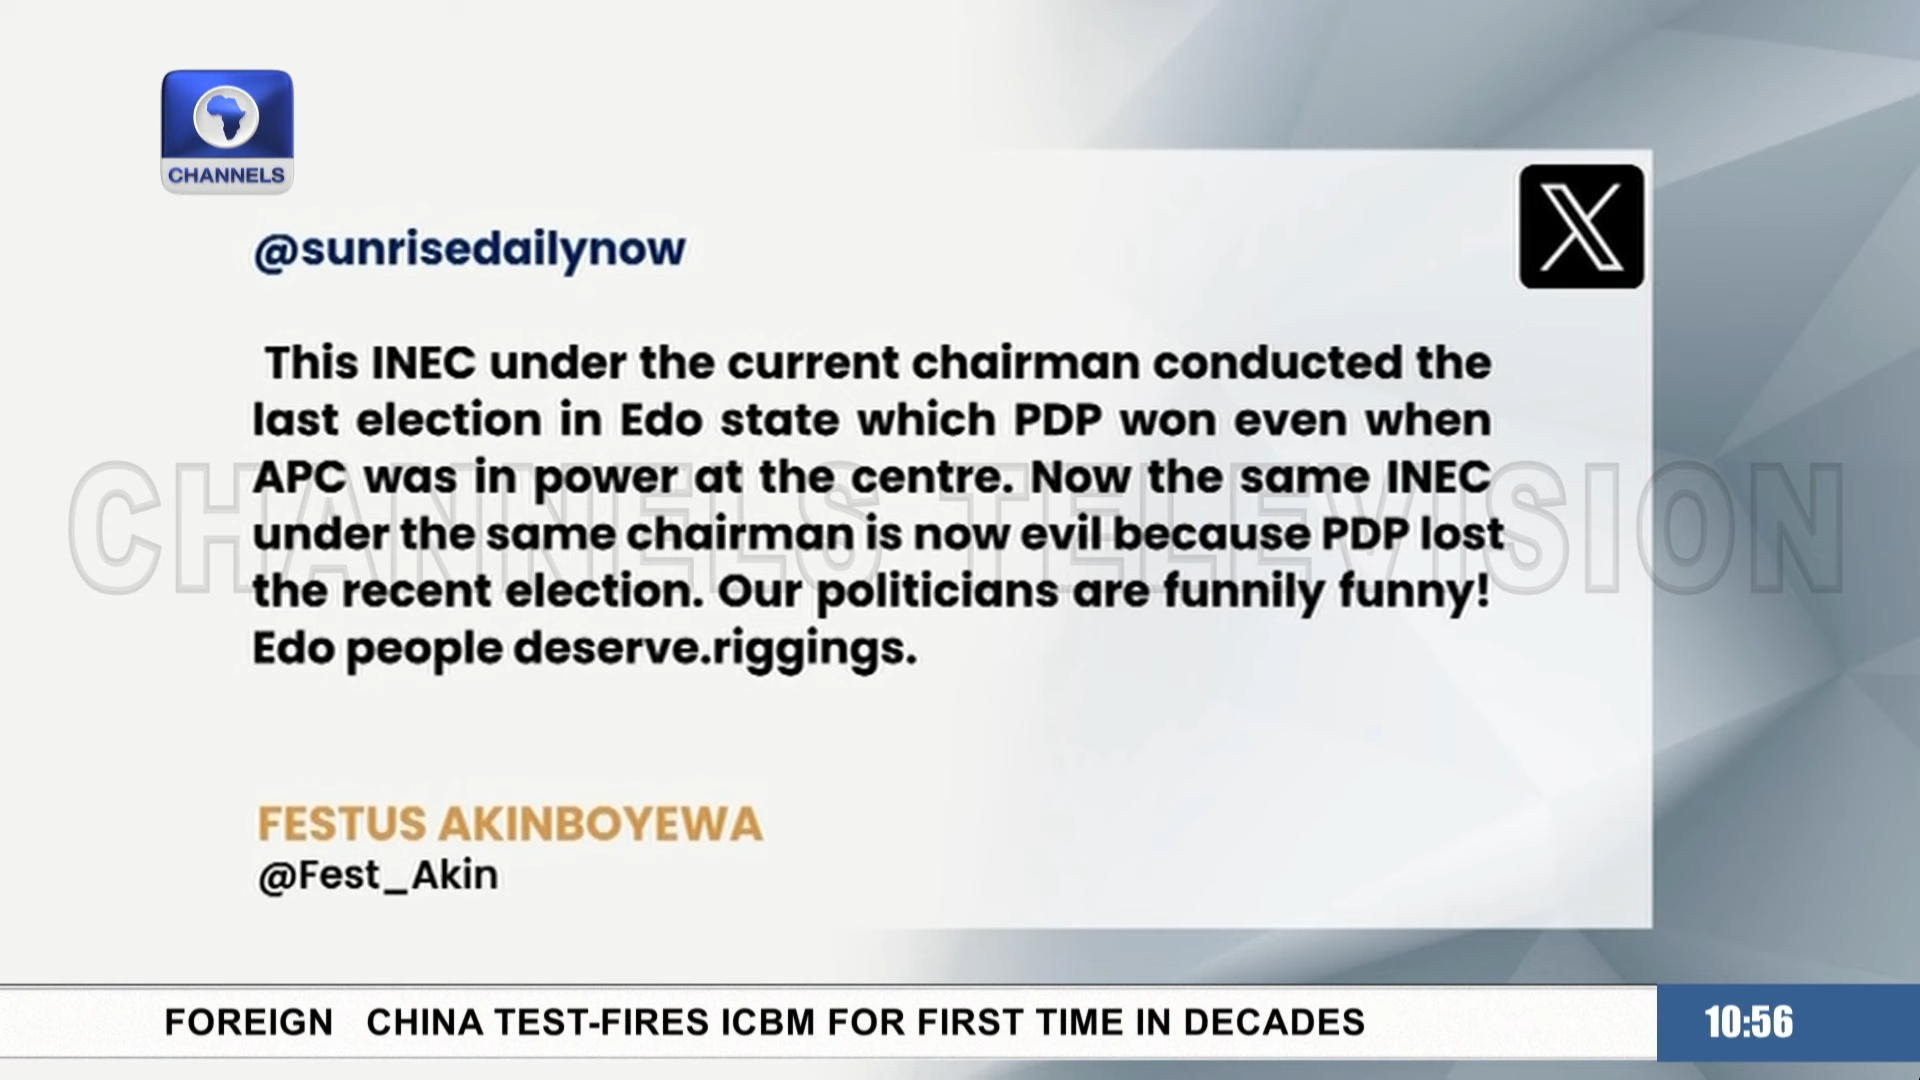 CHANNELS
@sunrisedailynow
This INEC under the current chairman conducted the
last election in Edo state which PDP won even when
APC was in power at the centre. Now the same INEC
under the same chairman is now evil because PDP lost
the recent election. Our politicians are funnily funny!
Edo people deserve.riggings.
CHANNELS TELEVISION
FESTUS AKINBOYEWA
@Fest_Akin
FOREIGN CHINA TEST-FIRES ICBM FOR FIRST TIME IN DECADES
10:56